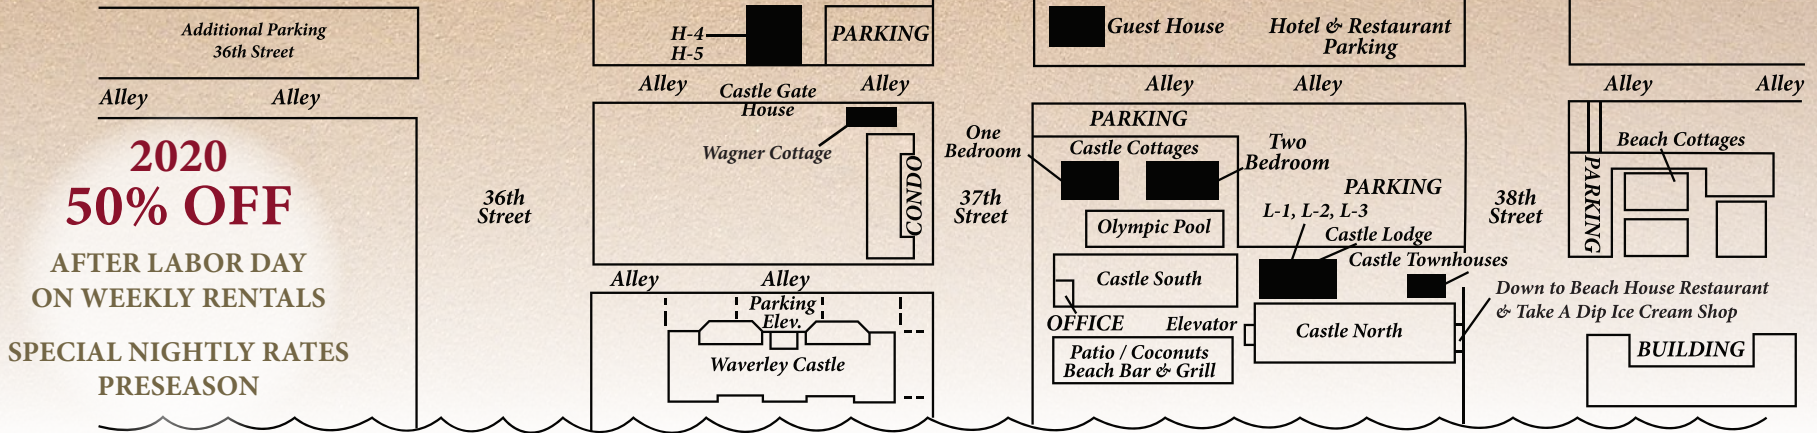 Additional Parking
36th Street
Alley
Alley
2020
50% OFF
AFTER LABOR DAY
ON WEEKLY RENTALS
SPECIAL NIGHTLY RATES
PRESEASON
36th
Street
H-4
H-5
PARKING
Alley
Alley
Castle Gate
House
Wagner Cottage
CONDO
Alley
Alley
Parking
Elev.
Waverley Castle
37th
Street
Guest House
Hotel & Restaurant
Parking
Alley
Alley
PARKING
One
Bedroom
Castle Cottages
Two
Bedroom
PARKING
Olympic Pool
L-1, L-2, L-3
Castle Lodge
Castle Townhouses
Castle South
OFFICE
Elevator
Castle North
Patio / Coconuts
Beach Bar & Grill
38th
Street
Alley
Alley
Beach Cottages
PARKING
Down to Beach House Restaurant
& Take A Dip Ice Cream Shop
BUILDING